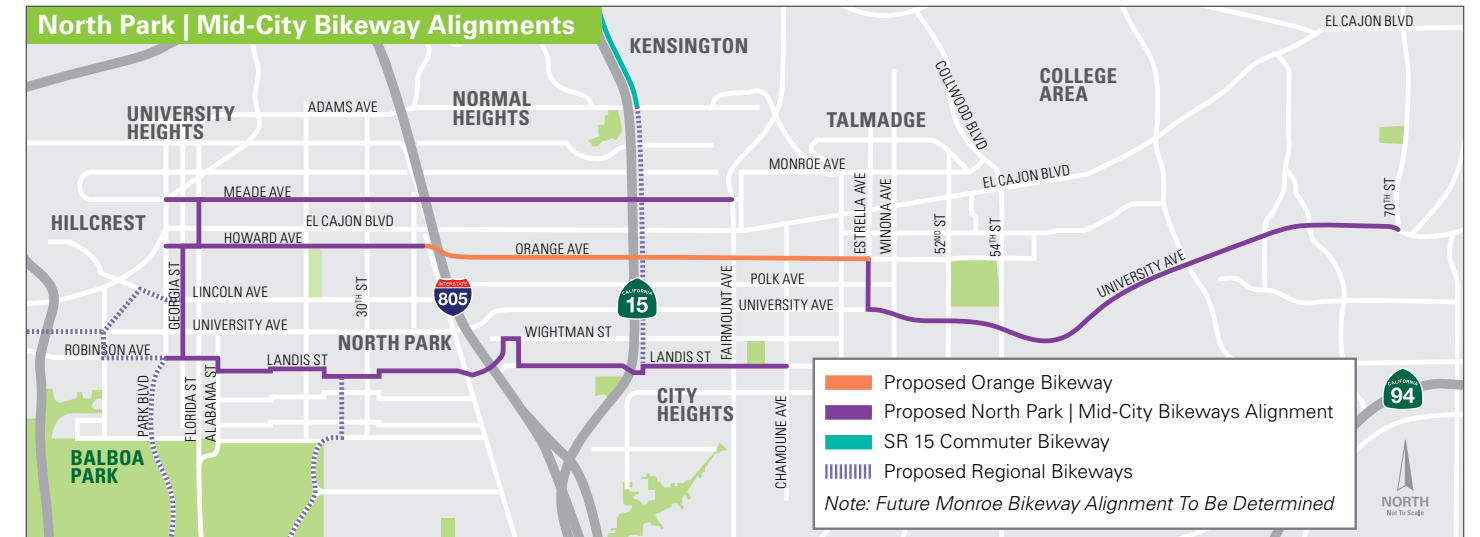 North Park | Mid-City Bikeway Alignments
EL CAJON BLVD
KENSINGTON
COLLWOOD BLVD
COLLEGE
AREA
UNIVERSITY
HEIGHTS
ADAMS AVE
NORMAL
HEIGHTS
TALMADGE
MONROE AVE
EL CAJON BLVD
MEADE AVE
ESTRELLA AVE
WINONA AVE
70TH ST
HILLCREST
EL CAJON BLVD
52ND ST
54TH ST
HOWARD AVE
ORANGE AVE
GEORGIA ST
LINCOLN AVE
30TH ST
INTERSTATE
805
CALIFORNIA
15
FAIRMOUNT AVE
POLK AVE
UNIVERSITY AVE
UNIVERSITY AVE
UNIVERSITY AVE
ROBINSON AVE
NORTH PARK
WIGHTMAN ST
LANDIS ST
LANDIS ST
PARK BLVD
FLORIDA ST
ALABAMA ST
CITY
HEIGHTS
CHAMOUNE AVE
BALBOA
PARK
Proposed Orange Bikeway
Proposed North Park | Mid-City Bikeways Alignment
SR 15 Commuter Bikeway
Proposed Regional Bikeways
Note: Future Monroe Bikeway Alignment To Be Determined
CALIFORNIA
94
NORTH
Not To Scale